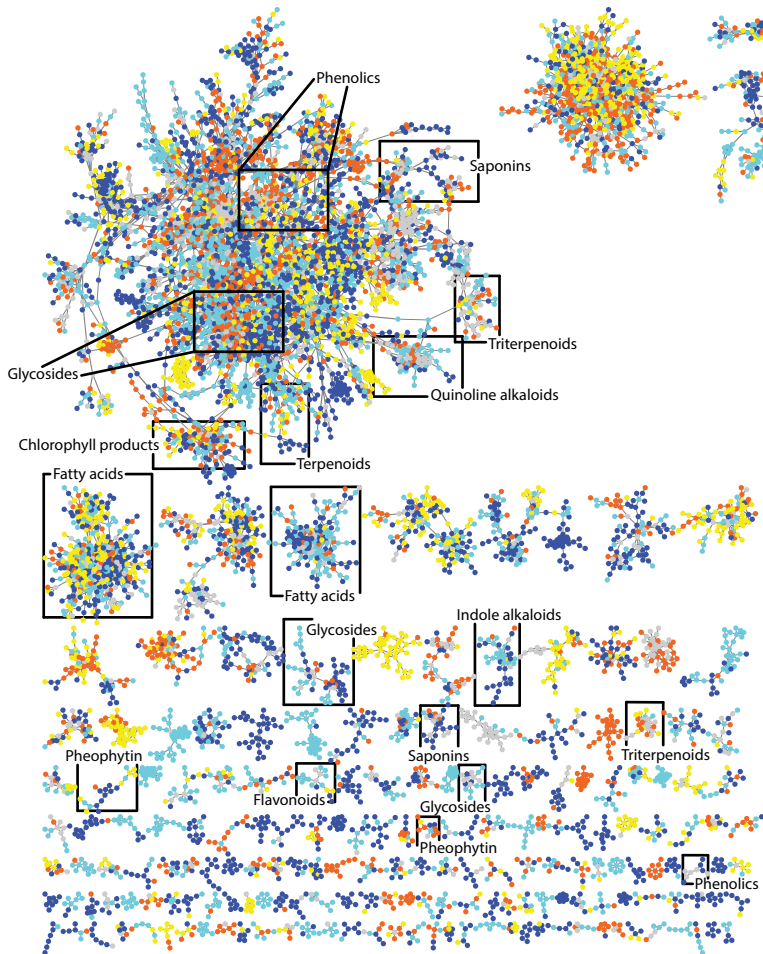 Phenolics
Saponins
Triterpenoids
Glycosides
Quinoline alkaloids
Chlorophyll products
Terpenoids
Fatty acids
Fatty acids
Indole alkaloids
Glycosides
Pheophytin
Saponins
Triterpenoids
Flavonoids
Glycosides
Pheophytin
Phenolics